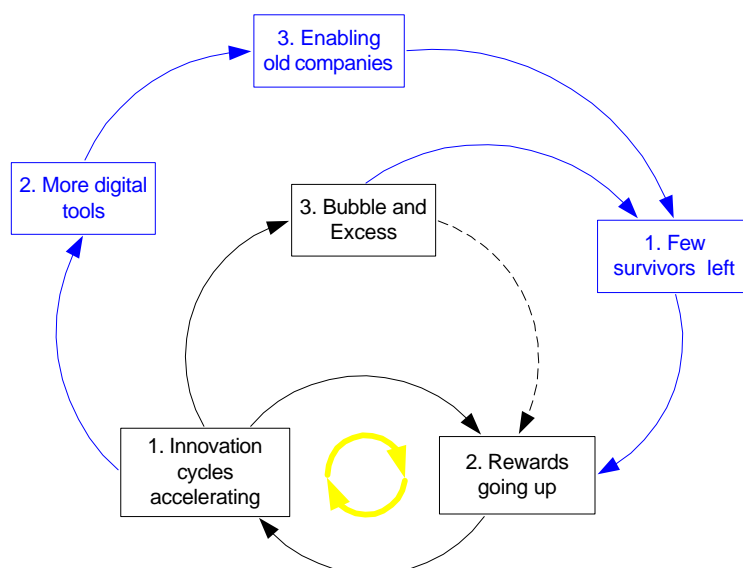 3. Enabling
old companies
2. More digital
tools
3. Bubble and
Excess
1. Few
survivors left
1. Innovation
cycles
accelerating
2. Rewards
going up